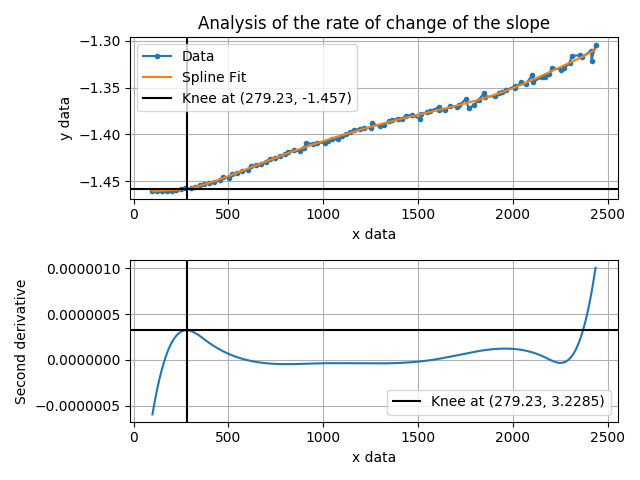 Analysis of the rate of change of the slope
−1.30
−1.35
−1.40
−1.45
y data
Data
Spline Fit
Knee at (279.23, -1.457)
0
500
1000
1500
2000
2500
x data
0.0000010
0.0000005
0.0000000
−0.0000005
Second derivative
Knee at (279.23, 3.2285)
0
500
1000
1500
2000
2500
x data